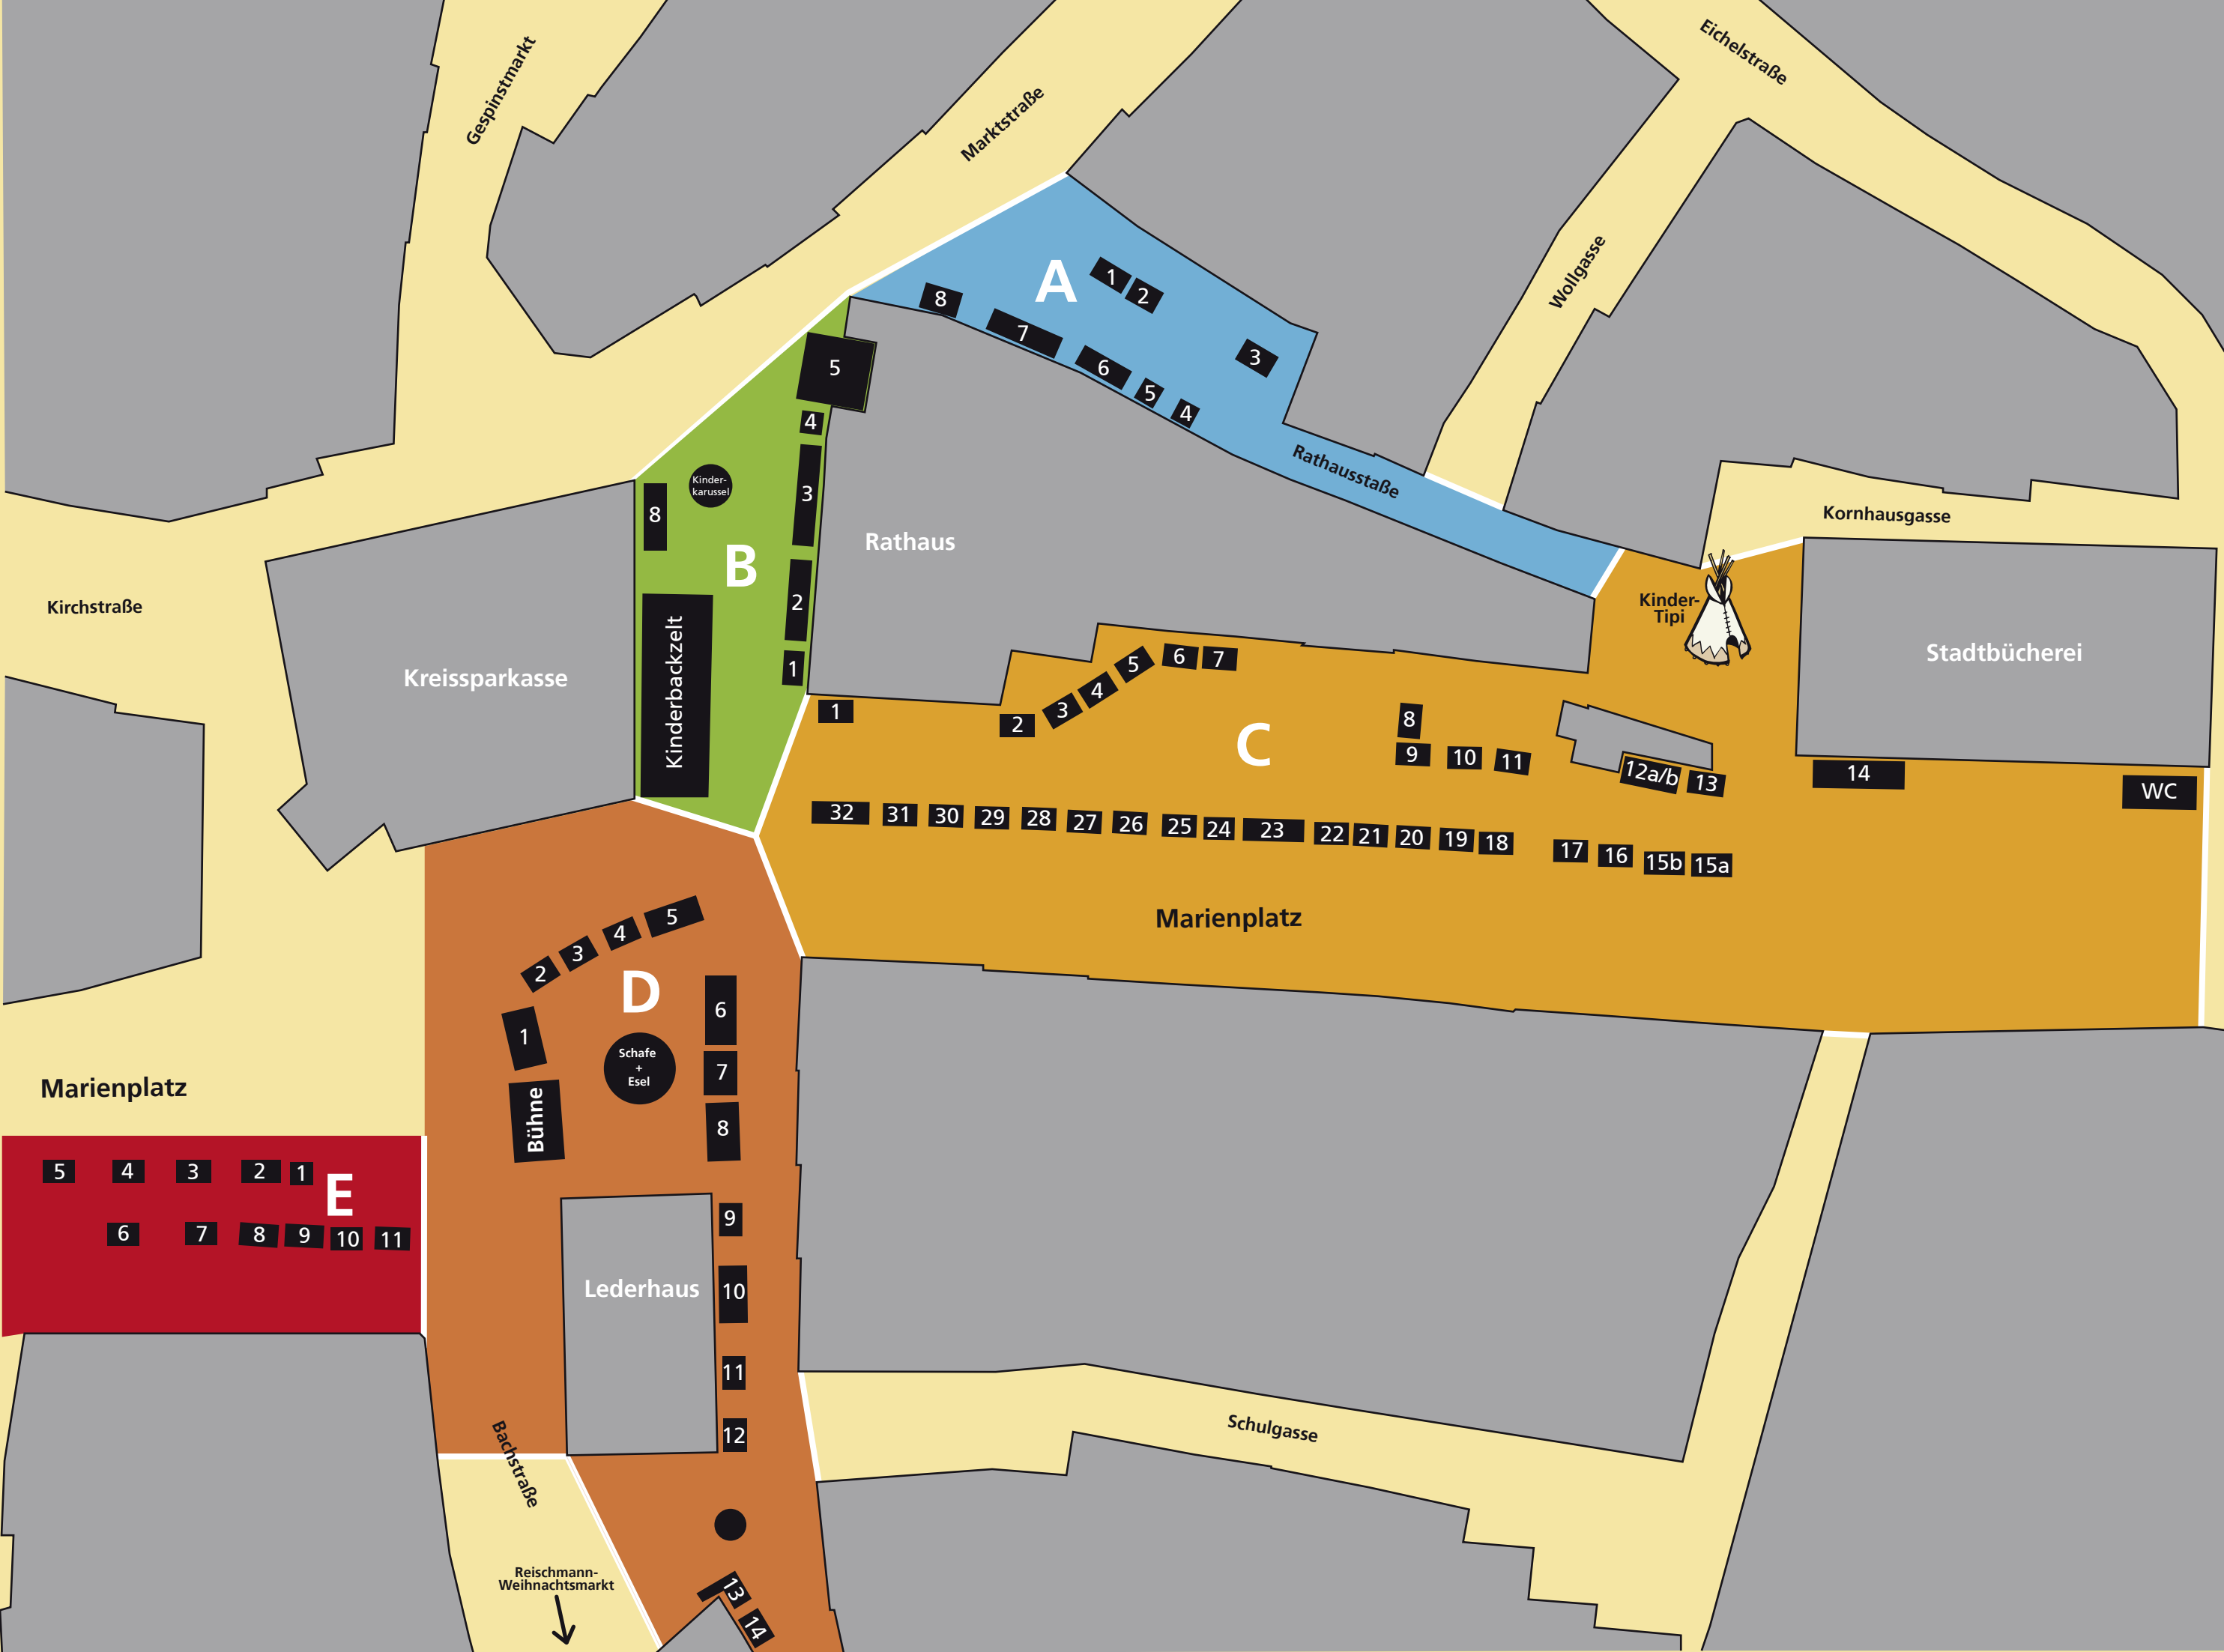 Gespinstmarkt
Marktstraße
Eichelstraße
Wollgasse
A
1
2
3
8
7
6
5
4
Rathausstaße
Kornhausgasse
5
4
3
2
1
8
Kinder-
karussel
B
Kinderbackzelt
Rathaus
Kirchstraße
Kreissparkasse
Kinder-
Tipi
Stadtbücherei
C
1
2
3
4
5
6
7
8
9
10
11
12a/b
13
14
WC
32
31
30
29
28
27
26
25
24
23
22
21
20
19
18
17
16
15b
15a
Marienplatz
D
5
4
3
2
1
6
7
8
Schafe
+
Esel
Bühne
Marienplatz
E
5
4
3
2
1
6
7
8
9
10
11
Lederhaus
9
10
11
12
Schulgasse
Bachstraße
Reischmann-
Weihnachtsmarkt
13
14